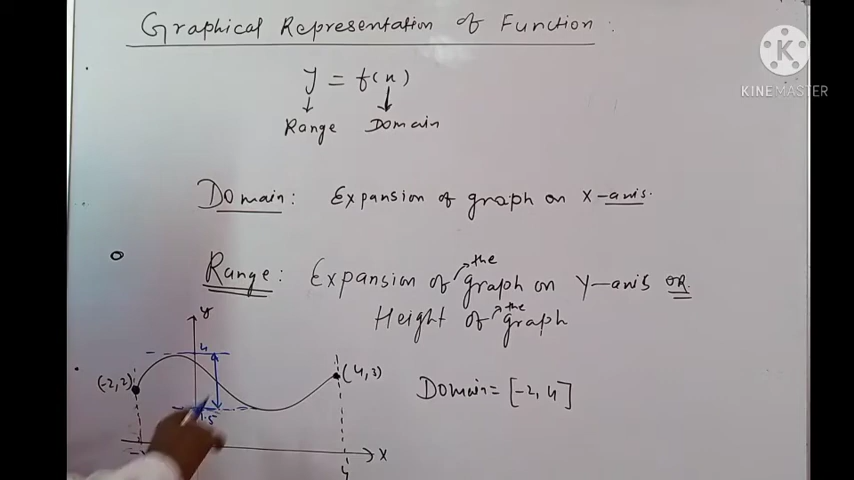 Graphical Representation of Function:
KINEMASTER
y = f(x)
Range Domain
Domain: Expansion of graph on X-axis.
Range: Expansion of the graph on Y-axis OR
Height of the graph
y
4
(-2,2)
(4,3)
Domain = [-2, 4]
1.5
x
4